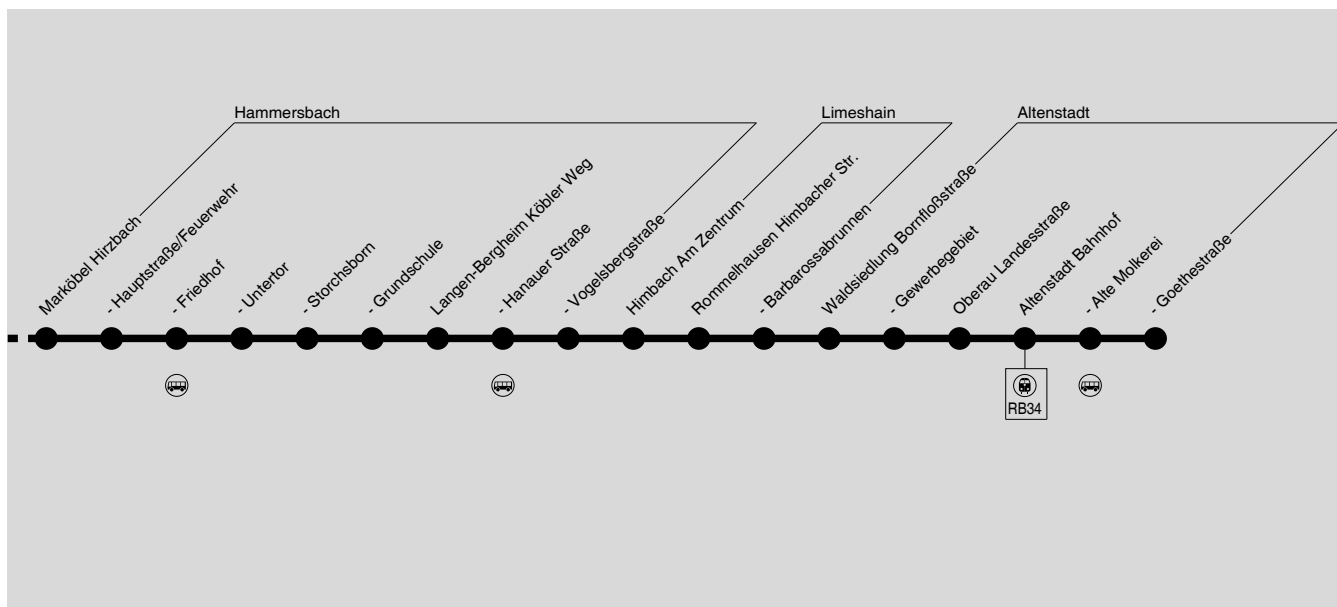 Hammersbach
Limeshain
Altenstadt
Marköbel Hirzbach
- Hauptstraße/Feuerwehr
- Friedhof
- Untertor
- Storchsborn
- Grundschule
Langen-Bergheim Köbler Weg
- Hanauer Straße
- Vogelsbergstraße
Himbach Am Zentrum
Rommelhausen Himbacher Str.
- Barbarossabrunnen
Waldsiedlung Bornfloßstraße
- Gewerbegebiet
Oberau Landesstraße
Altenstadt Bahnhof
- Alte Molkerei
- Goethestraße
RB34